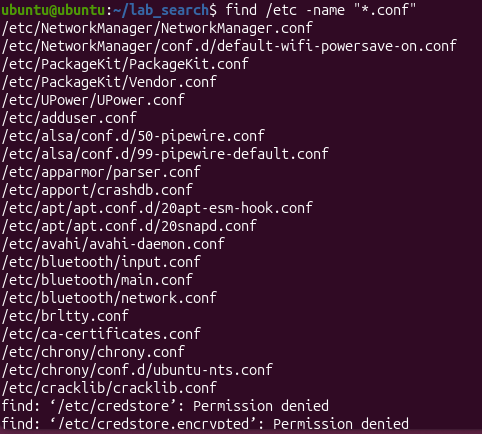 ubuntu@ubuntu:~/lab_search$ find /etc -name "*.conf"
/etc/NetworkManager/NetworkManager.conf
/etc/NetworkManager/conf.d/default-wifi-powersave-on.conf
/etc/PackageKit/PackageKit.conf
/etc/PackageKit/Vendor.conf
/etc/UPower/UPower.conf
/etc/adduser.conf
/etc/alsa/conf.d/50-pipewire.conf
/etc/alsa/conf.d/99-pipewire-default.conf
/etc/apparmor/parser.conf
/etc/apport/crashdb.conf
/etc/apt/apt.conf.d/20apt-esm-hook.conf
/etc/apt/apt.conf.d/20snapd.conf
/etc/avahi/avahi-daemon.conf
/etc/bluetooth/input.conf
/etc/bluetooth/main.conf
/etc/bluetooth/network.conf
/etc/brltty.conf
/etc/ca-certificates.conf
/etc/chrony/chrony.conf
/etc/chrony/conf.d/ubuntu-nts.conf
/etc/cracklib/cracklib.conf
find: ‘/etc/credstore’: Permission denied
find: ‘/etc/credstore.encrypted’: Permission denied